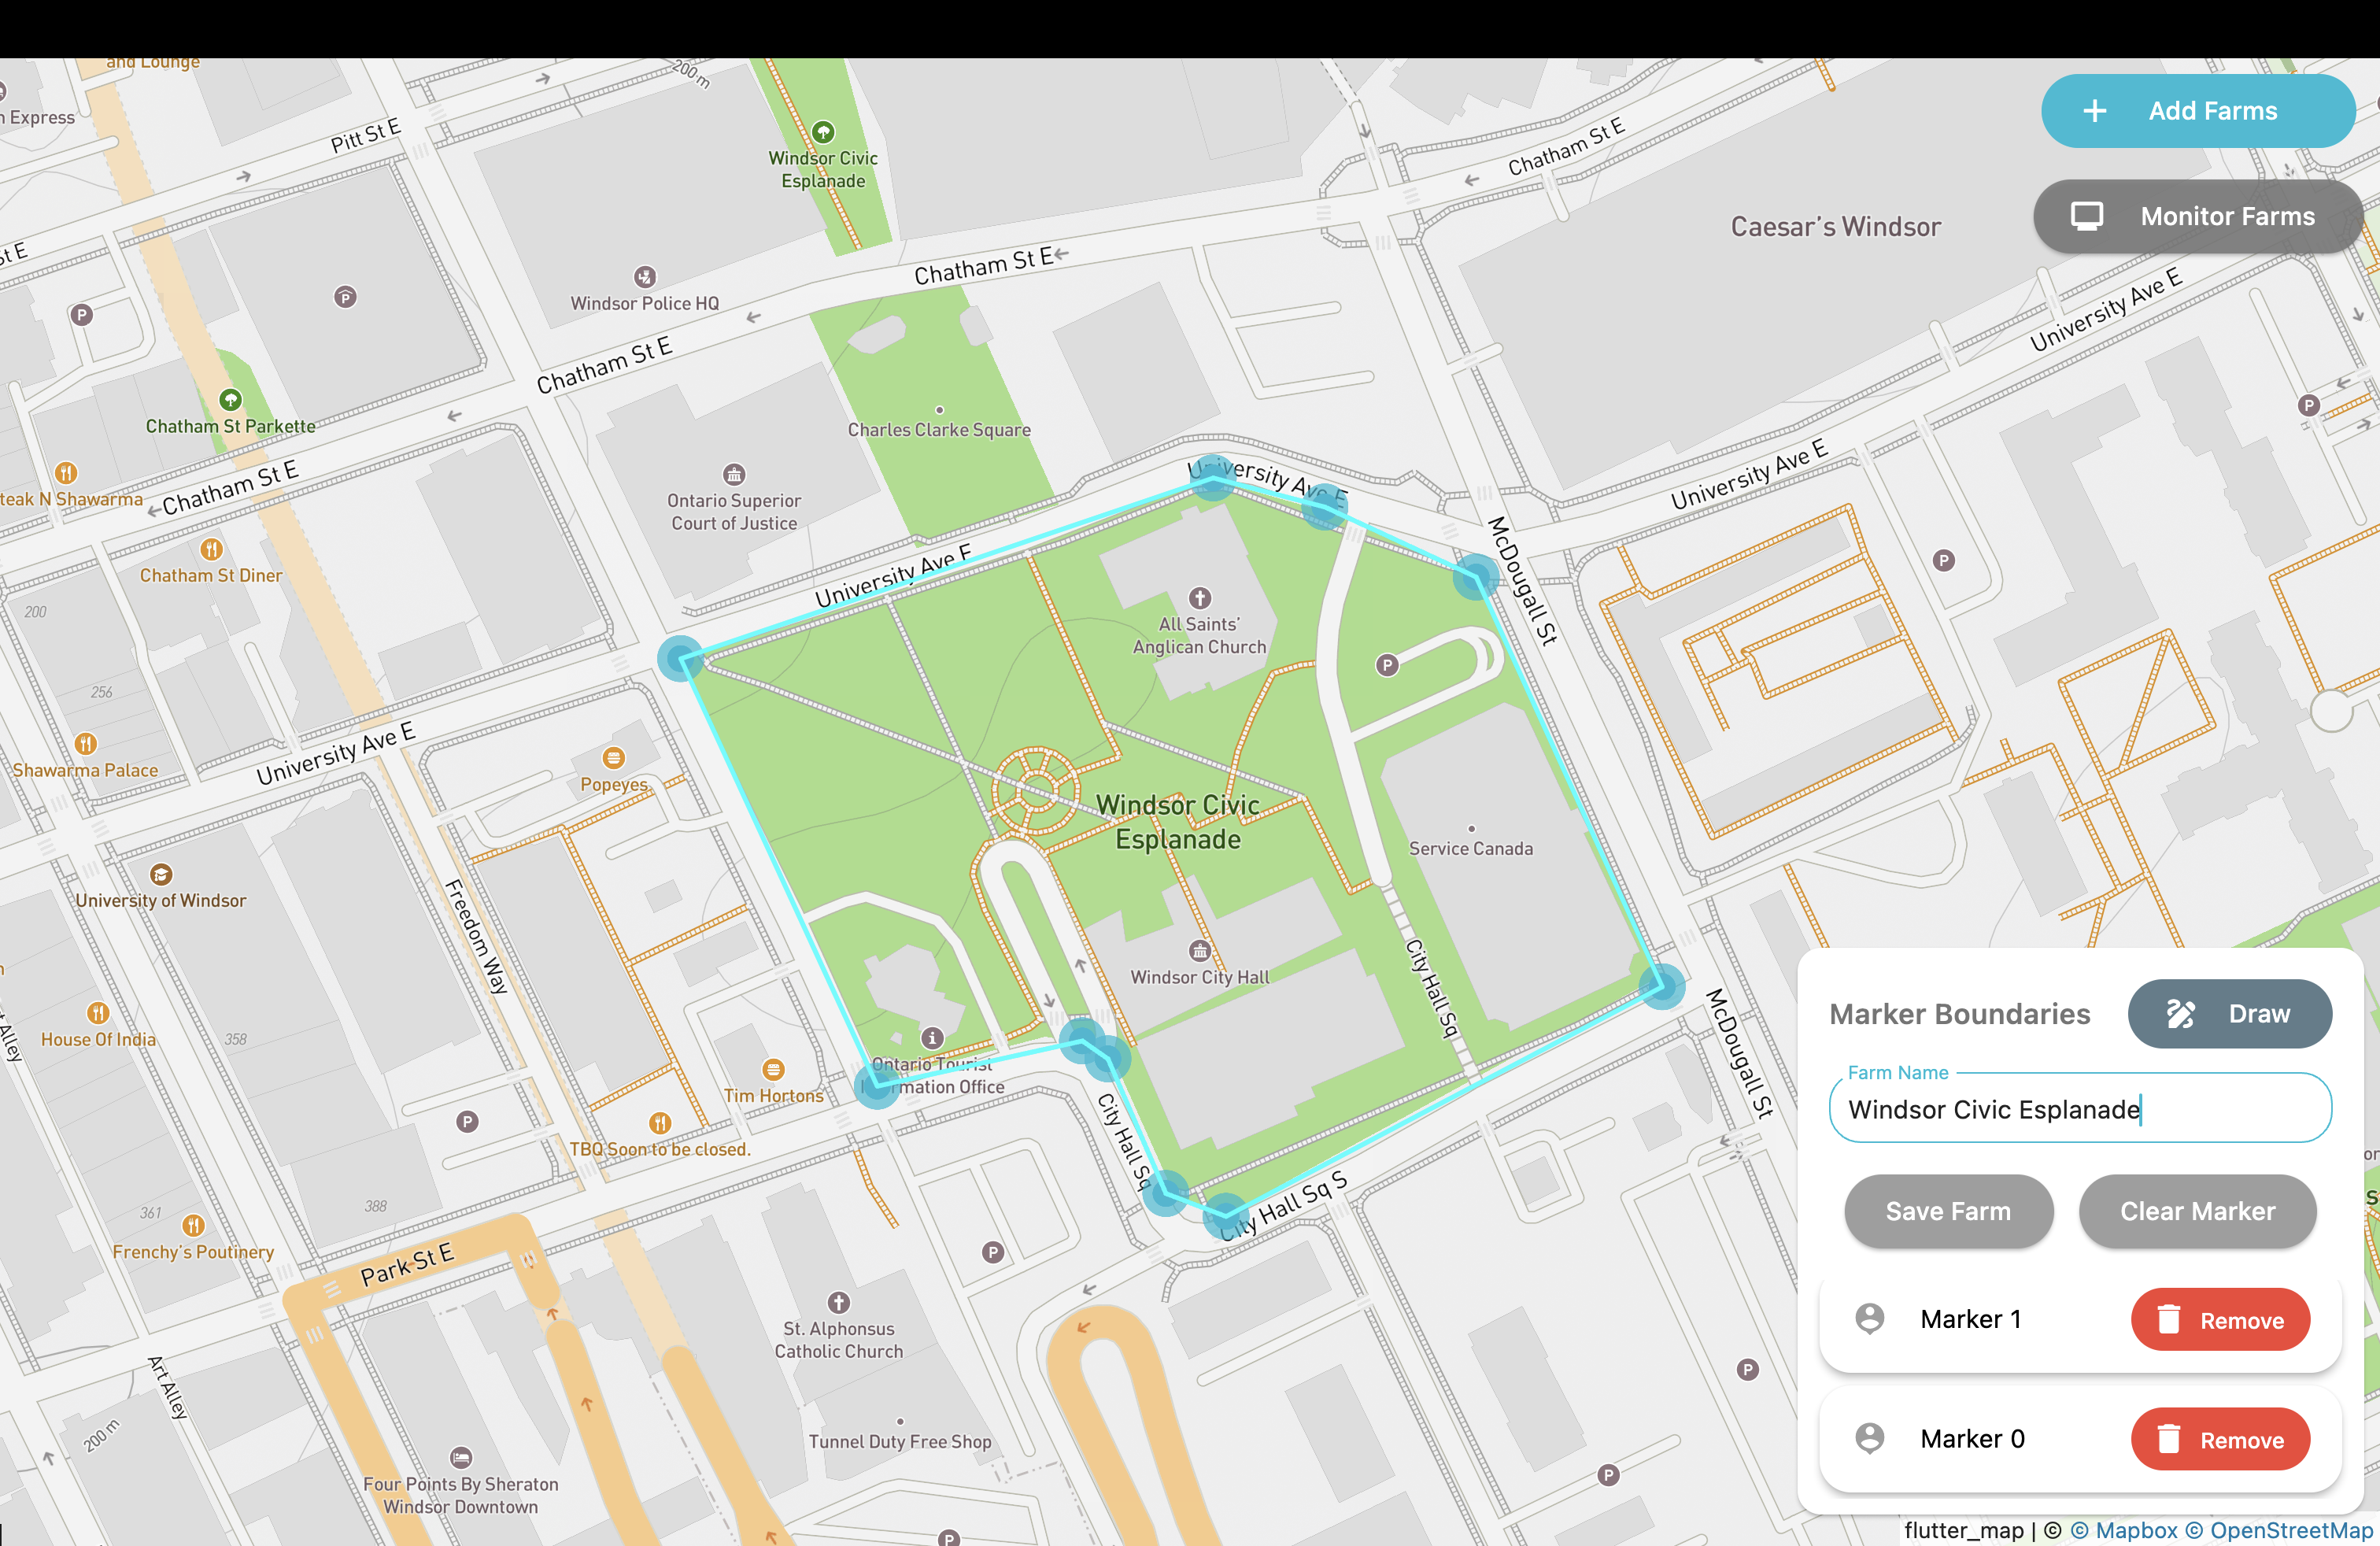 and Lounge
n Express
Pitt St E
200 m
Windsor Civic
Esplanade
Chatham St E
Add Farms
Monitor Farms
Caesar's Windsor
St E
Windsor Police HQ
Chatham St E
Chatham St E
University Ave E
Chatham St Parkette
Charles Clarke Square
teak N Shawarma
Chatham St E
Ontario Superior
Court of Justice
University Ave E
University Ave E
McDougall St
Chatham St Diner
University Ave E
200
256
All Saints'
Anglican Church
Shawarma Palace
University Ave E
Popeyes
Windsor Civic
Esplanade
Service Canada
University of Windsor
Freedom Way
Windsor City Hall
City Hall Sq
House Of India
358
Alley
Ontario Tourist
Information Office
Tim Hortons
City Hall Sq
McDougall St
TBQ Soon to be closed.
City Hall Sq S
388
361
Frenchy's Poutinery
Park St E
St. Alphonsus
Catholic Church
Art Alley
200 m
Tunnel Duty Free Shop
Four Points By Sheraton
Windsor Downtown
Marker Boundaries
Draw
Farm Name
Windsor Civic Esplanade
Save Farm
Clear Marker
Marker 1
Remove
Marker 0
Remove
flutter_map | © © Mapbox © OpenStreetMap